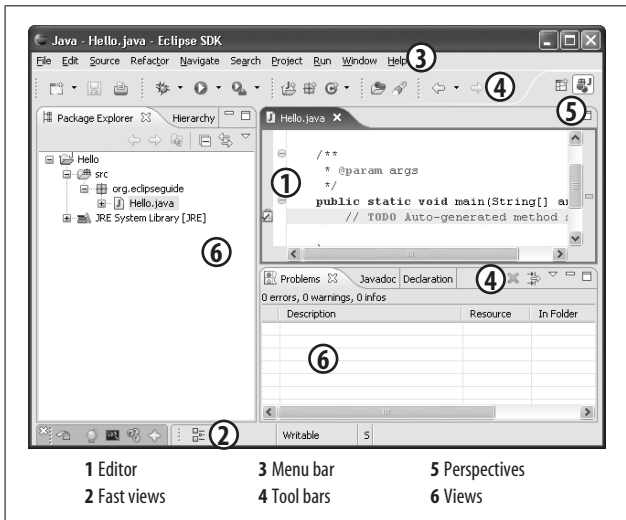 Java - Hello.java - Eclipse SDK
File Edit Source Refactor Navigate Search Project Run Window Help
3
4
5
Package Explorer Hierarchy
Hello
src
org.eclipseguide
Hello.java
JRE System Library [JRE]
6
J Hello.java
/**
* @param args
*/
1
public static void main(String[] a
// TODO Auto-generated method s
}
Problems Javadoc Declaration
4
0 errors, 0 warnings, 0 infos
Description Resource In Folder
6
2
Writable
1 Editor 3 Menu bar 5 Perspectives
2 Fast views 4 Tool bars 6 Views